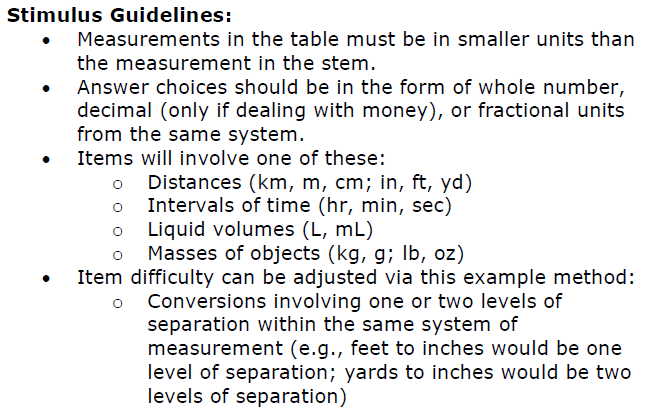 Stimulus Guidelines:
• Measurements in the table must be in smaller units than
the measurement in the stem.
• Answer choices should be in the form of whole number,
decimal (only if dealing with money), or fractional units
from the same system.
• Items will involve one of these:
o Distances (km, m, cm; in, ft, yd)
o Intervals of time (hr, min, sec)
o Liquid volumes (L, mL)
o Masses of objects (kg, g; lb, oz)
• Item difficulty can be adjusted via this example method:
o Conversions involving one or two levels of
separation within the same system of
measurement (e.g., feet to inches would be one
level of separation; yards to inches would be two
levels of separation)